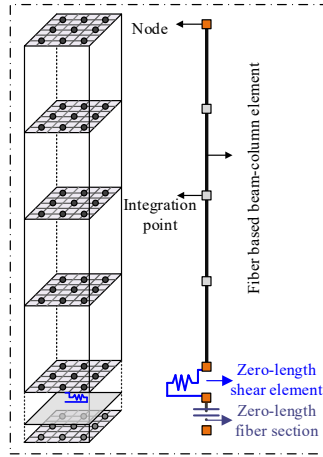 Node
Integration
point
Fiber based beam-column element
Zero-length
shear element
Zero-length
fiber section